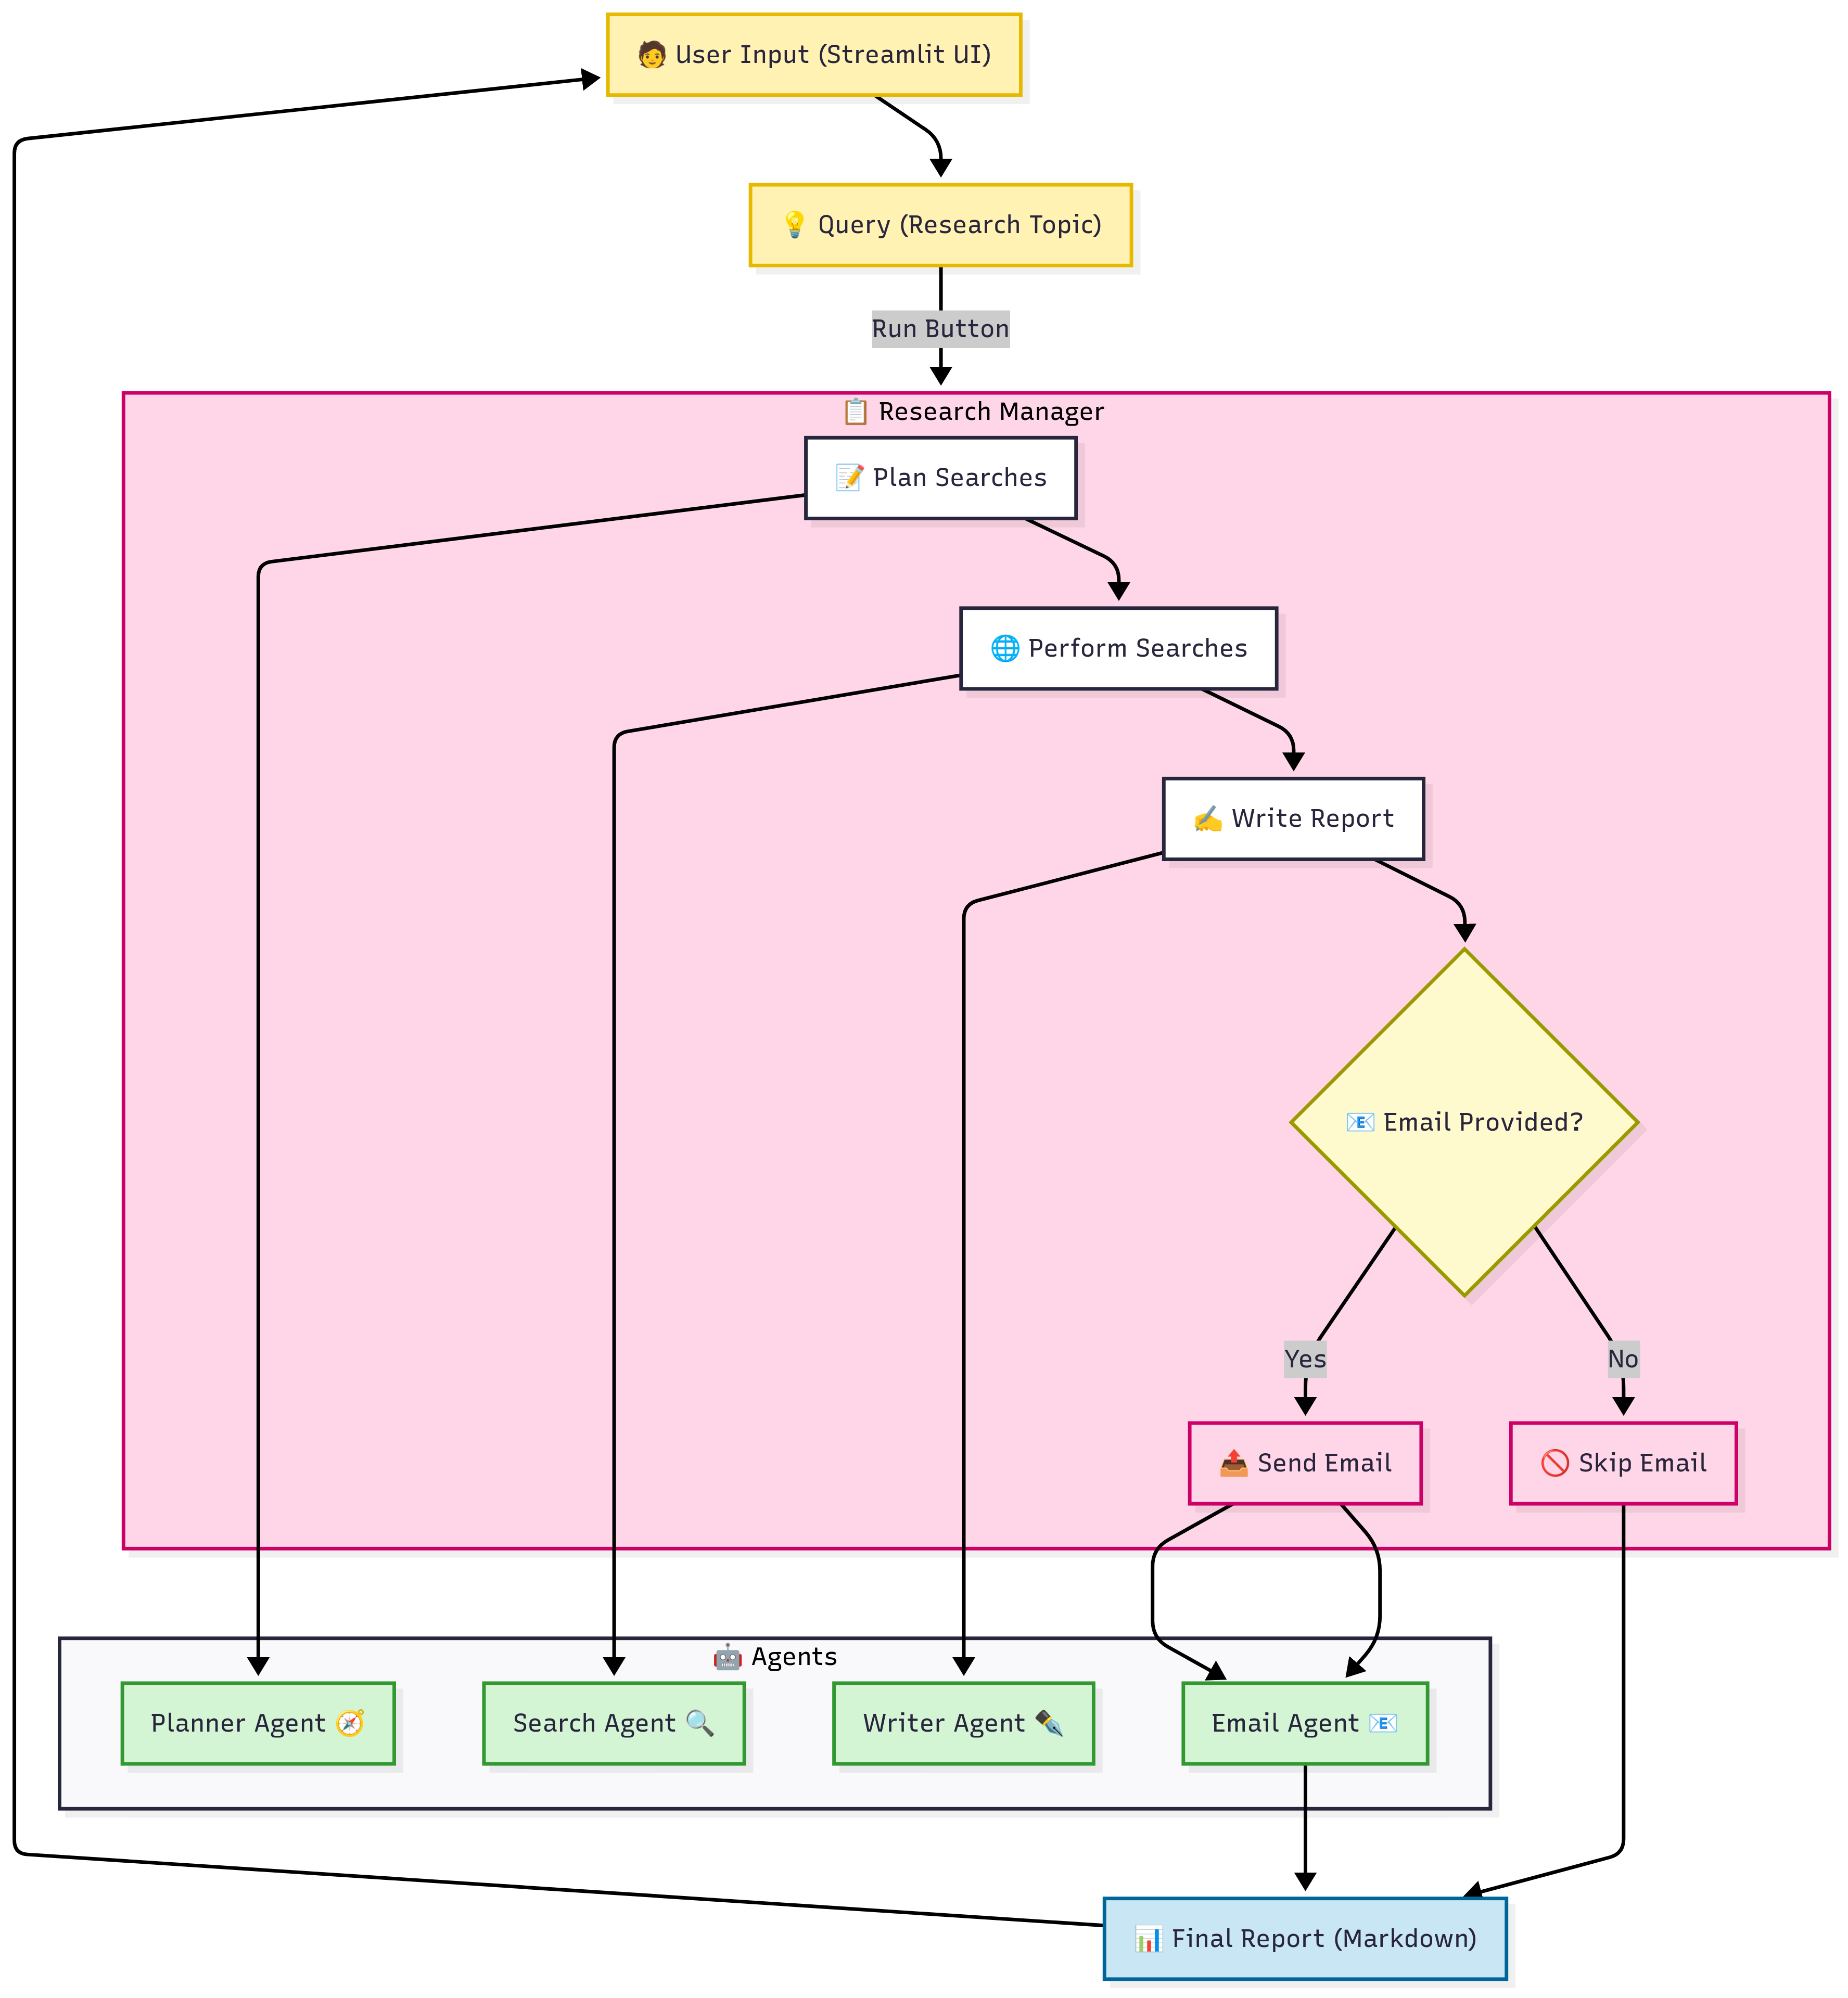 🧑 User Input (Streamlit UI)
💡 Query (Research Topic)
Run Button
📋 Research Manager
📝 Plan Searches
🌐 Perform Searches
✍️ Write Report
📧 Email Provided?
Yes
No
📤 Send Email
🚫 Skip Email
🤖 Agents
Planner Agent 🧭
Search Agent 🔍
Writer Agent ✒️
Email Agent 📧
📊 Final Report (Markdown)